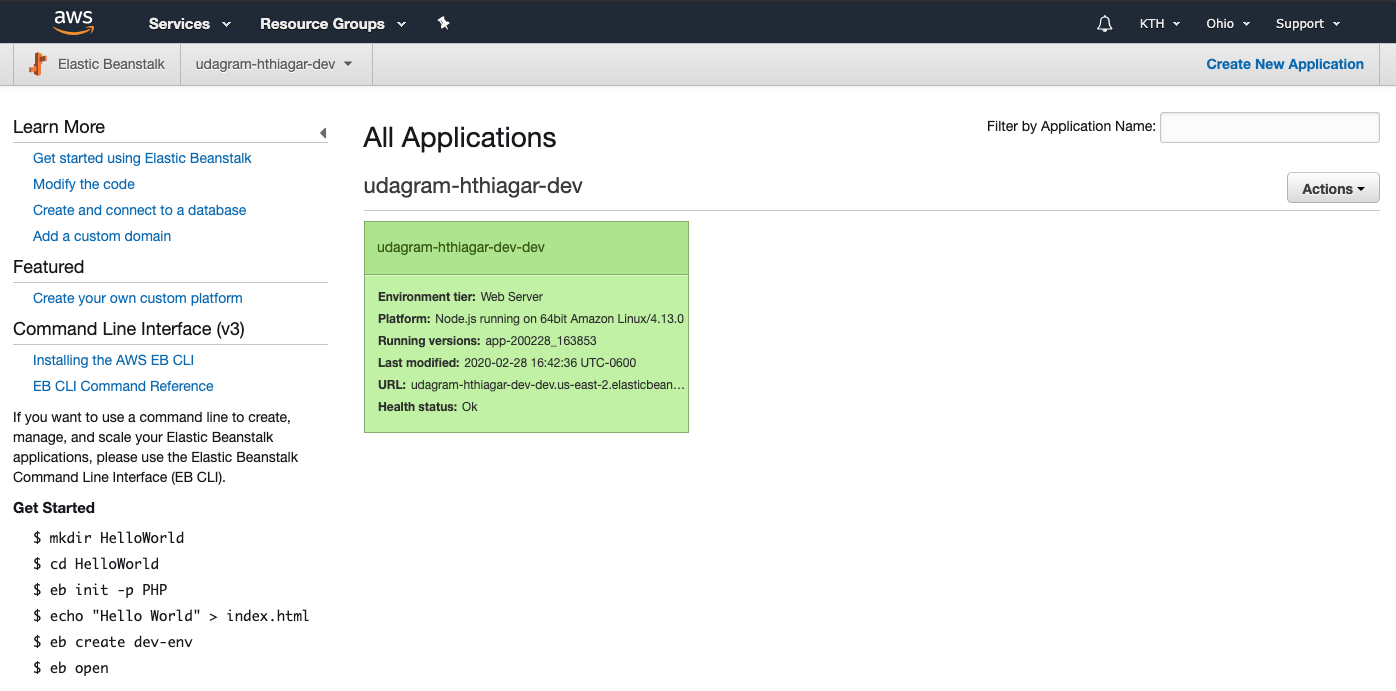 aws Services Resource Groups KTH Ohio Support
Elastic Beanstalk udagram-hthiagar-dev Create New Application
Learn More
Get started using Elastic Beanstalk
Modify the code
Create and connect to a database
Add a custom domain
Featured
Create your own custom platform
Command Line Interface (v3)
Installing the AWS EB CLI
EB CLI Command Reference
If you want to use a command line to create,
manage, and scale your Elastic Beanstalk
applications, please use the Elastic Beanstalk
Command Line Interface (EB CLI).
Get Started
$ mkdir HelloWorld
$ cd HelloWorld
$ eb init -p PHP
$ echo "Hello World" > index.html
$ eb create dev-env
$ eb open
All Applications
Filter by Application Name:
udagram-hthiagar-dev
Actions
udagram-hthiagar-dev-dev
Environment tier: Web Server
Platform: Node.js running on 64bit Amazon Linux/4.13.0
Running versions: app-200228_163853
Last modified: 2020-02-28 16:42:36 UTC-0600
URL: udagram-hthiagar-dev-dev.us-east-2.elasticbean...
Health status: Ok